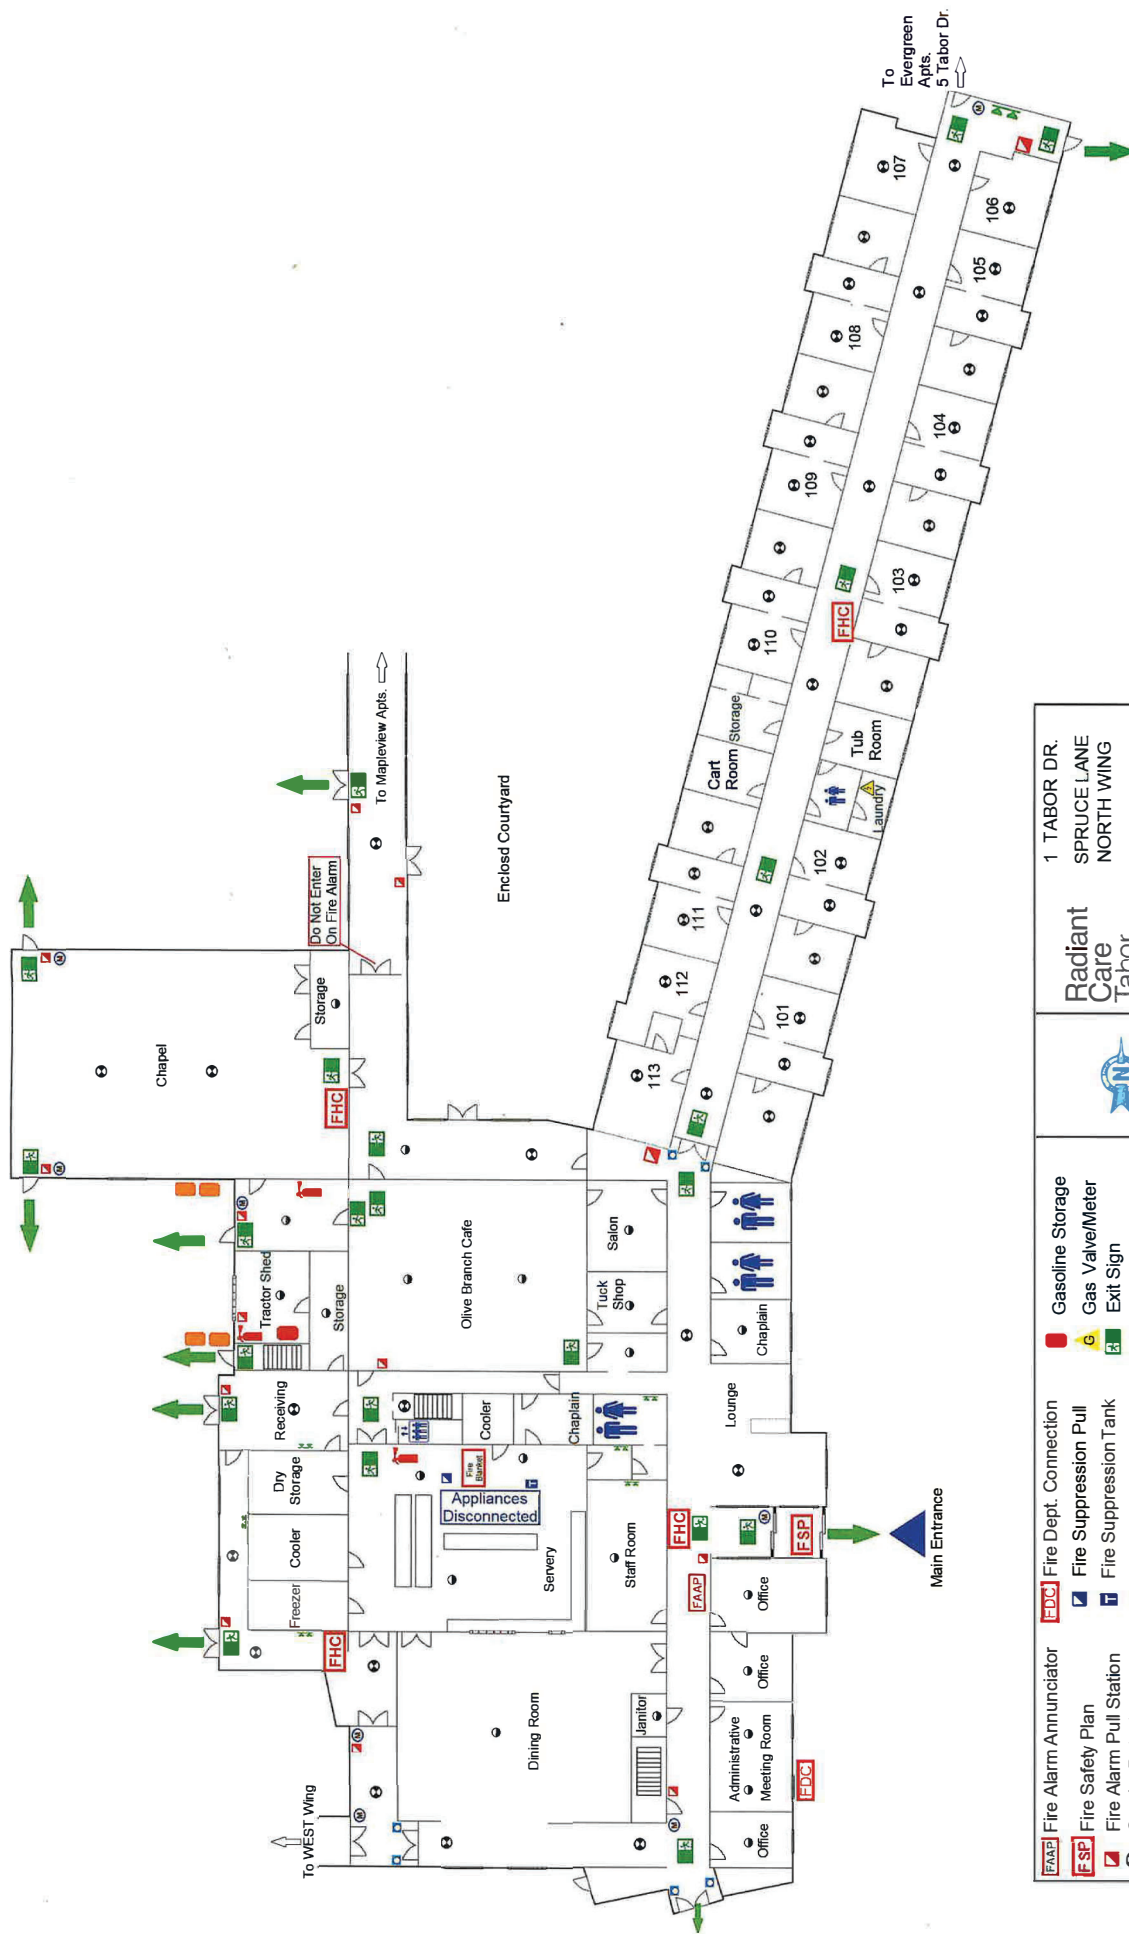 To
Evergreen
Apts.
5 Tabor Dr.
107
106
105
108
104
109
103
110
FHC
Storage
Cart
Room
Tub
Room
Laundry
102
111
112
101
113
To Mapleview Apts.
Do Not Enter
On Fire Alarm
Enclosd Courtyard
Chapel
Storage
FHC
M
M
M
M
Tractor Shed
Storage
Olive Branch Cafe
Salon
Tuck
Shop
Chaplain
Receiving
Cooler
Chaplain
Lounge
Dry
Storage
Cooler
Freezer
Fire
Blanket
T
Appliances
Disconnected
Servery
Staff Room
FHC
M
FSP
Main Entrance
FAAP
Office
FHC
Dining Room
Janitor
Office
Administrative
Meeting Room
Office
FDC
M
M
M
To WEST Wing
FAAP Fire Alarm Annunciator
FSP Fire Safety Plan
Fire Alarm Pull Station
FDC Fire Dept. Connection
Fire Suppression Pull
T Fire Suppression Tank
Gasoline Storage
G Gas Valve/Meter
Exit Sign
N
Radiant
Care
Tabor
1 TABOR DR.
SPRUCE LANE
NORTH WING